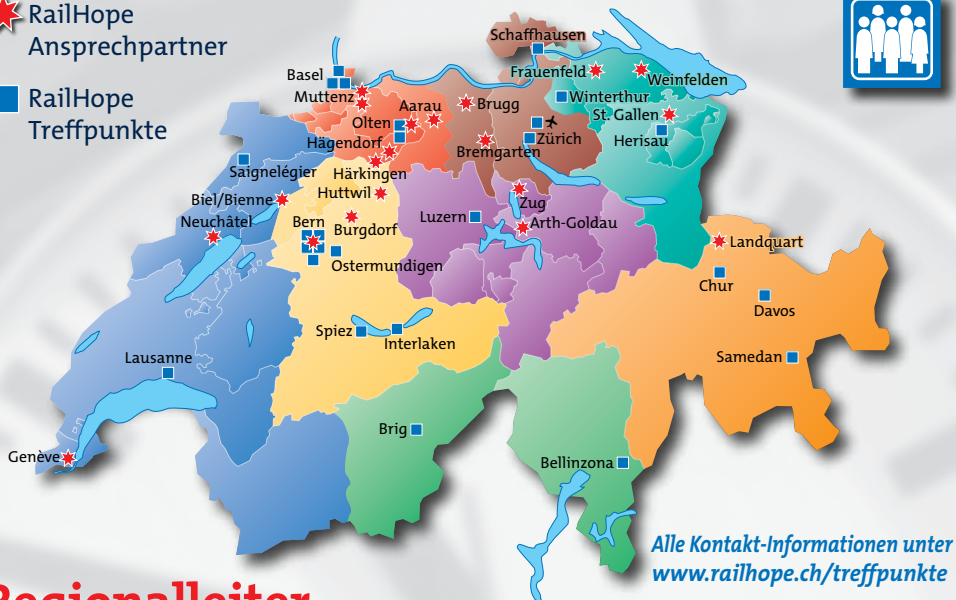 RailHope
Ansprechpartner
RailHope
Treffpunkte
Schaffhausen
Basel
Frauenfeld
Weinfelden
Muttenz
Aarau
Brugg
Winterthur
Olten
St. Gallen
Hägendorf
Zürich
Herisau
Bremgarten
Saignelégier
Härkingen
Biel/Bienne
Huttwil
Zug
Neuchâtel
Bern
Burgdorf
Luzern
Arth-Goldau
Landquart
Ostermundigen
Chur
Davos
Spiez
Interlaken
Lausanne
Samedan
Brig
Genève
Bellinzona
Alle Kontakt-Informationen unter
www.railhope.ch/treffpunkte
Regionalleiter